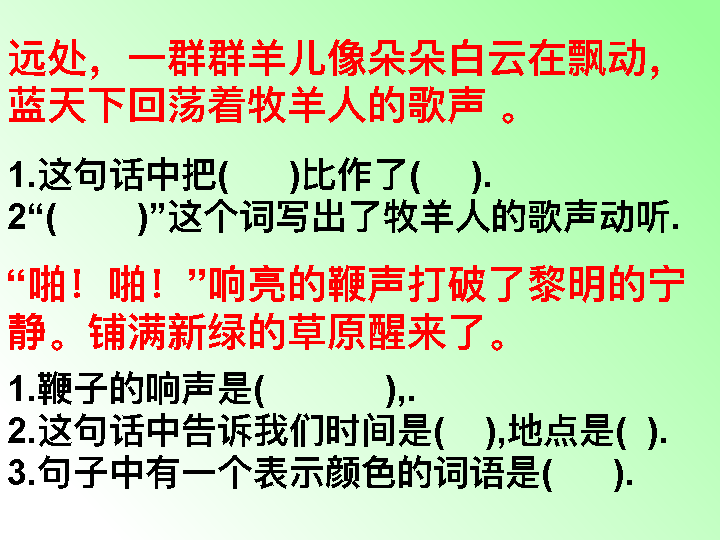 远处，一群群羊儿像朵朵白云在飘动，
蓝天下回荡着牧羊人的歌声 。
1.这句话中把(      )比作了(     ).
2“(        )”这个词写出了牧羊人的歌声动听.
“啪！啪！”响亮的鞭声打破了黎明的宁
静。铺满新绿的草原醒来了。
1.鞭子的响声是(            ),.
2.这句话中告诉我们时间是(    ),地点是(  ).
3.句子中有一个表示颜色的词语是(      ).